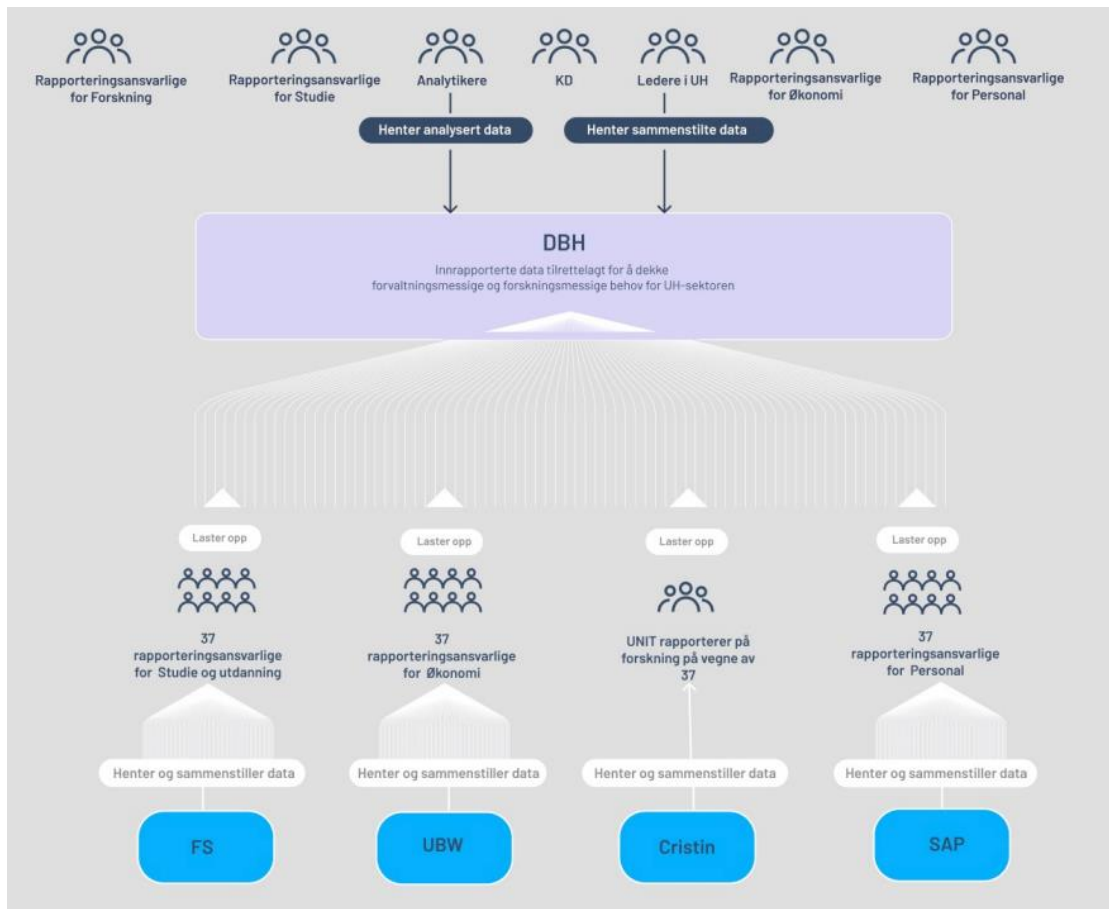 Rapporteringsansvarlige
for Forskning
Rapporteringsansvarlige
for Studie
Analytikere
KD
Ledere i UH
Rapporteringsansvarlige
for Økonomi
Rapporteringsansvarlige
for Personal
Henter analysert data
Henter sammenstilte data
DBH
Innrapporterte data tilrettelagt for å dekke
forvaltningsmessige og forskningsmessige behov for UH-sektoren
Laster opp
Laster opp
Laster opp
Laster opp
37
rapporteringsansvarlige
for Studie og utdanning
37
rapporteringsansvarlige
for Økonomi
UNIT rapporterer på
forskning på vegne av
37
37
rapporteringsansvarlige
for Personal
Henter og sammenstiller data
Henter og sammenstiller data
Henter og sammenstiller data
Henter og sammenstiller data
FS
UBW
Cristin
SAP